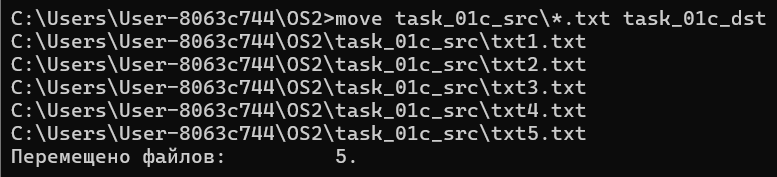 C:\Users\User-8063c744\OS2>move task_01c_src\*.txt task_01c_dst
C:\Users\User-8063c744\OS2\task_01c_src\txt1.txt
C:\Users\User-8063c744\OS2\task_01c_src\txt2.txt
C:\Users\User-8063c744\OS2\task_01c_src\txt3.txt
C:\Users\User-8063c744\OS2\task_01c_src\txt4.txt
C:\Users\User-8063c744\OS2\task_01c_src\txt5.txt
Перемещено файлов:         5.